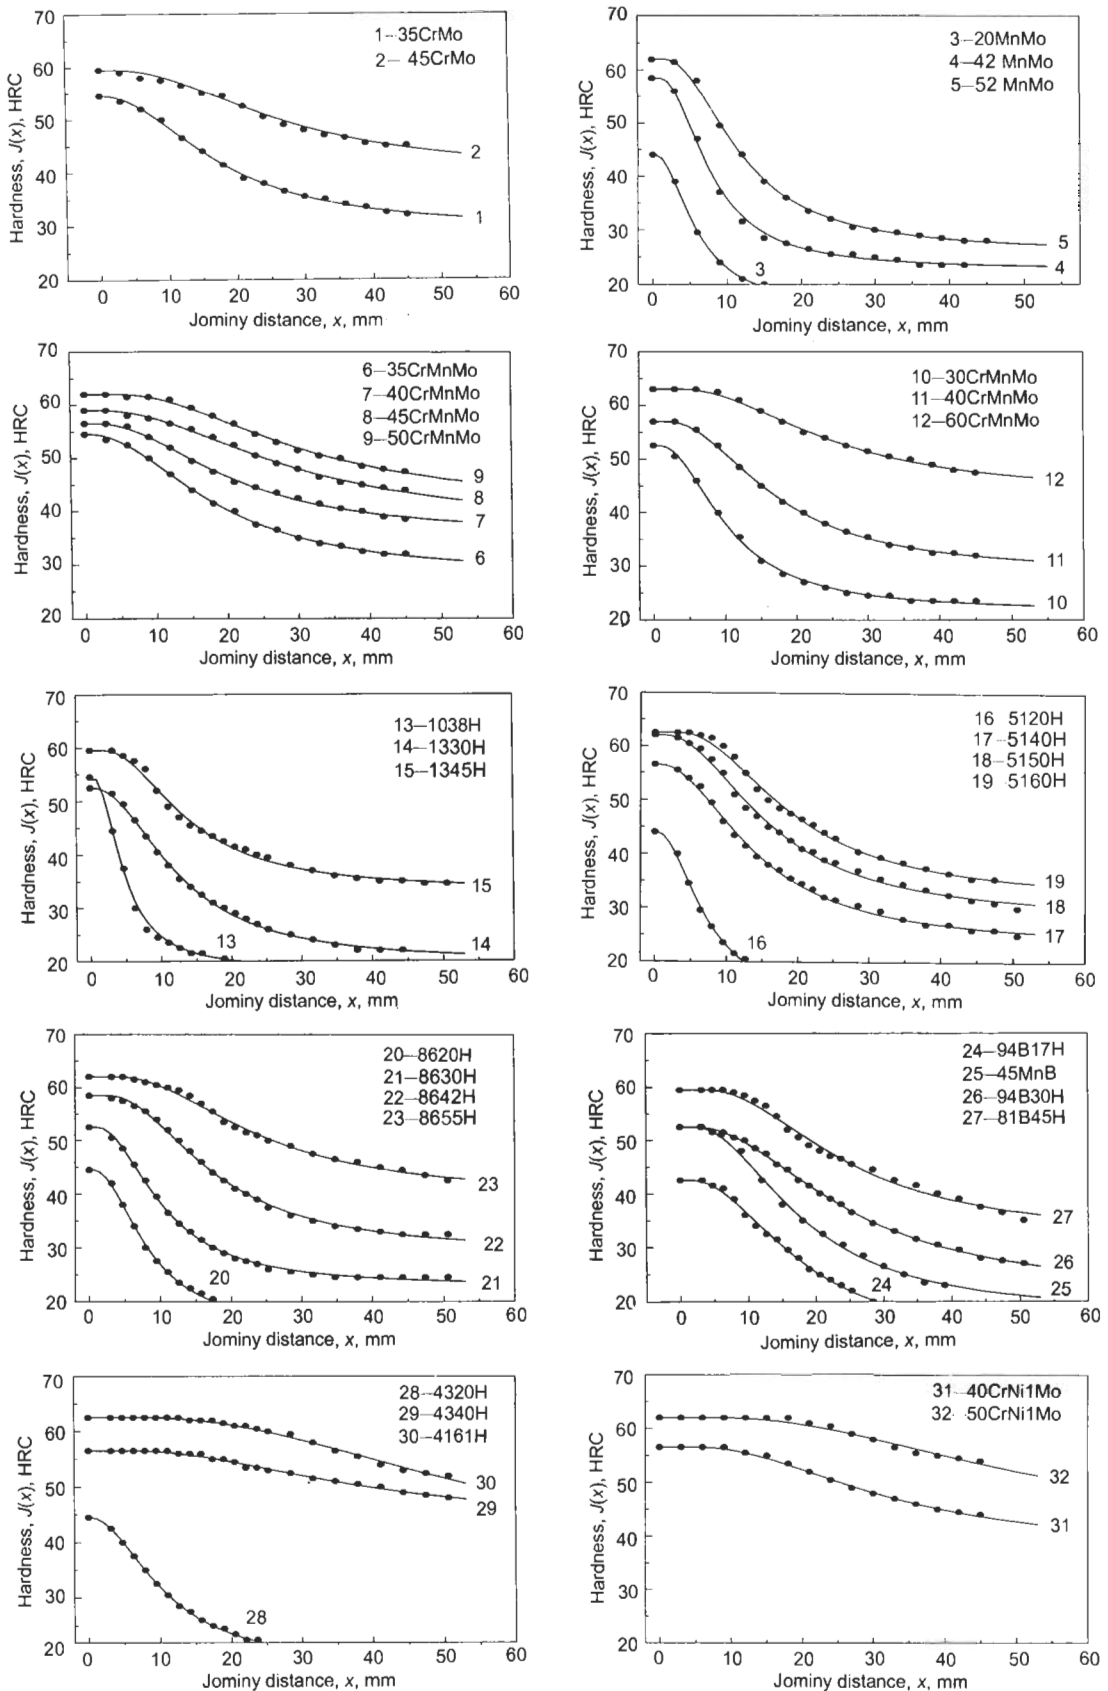 70
60
50
40
30
20
Hardness, J(x), HRC
1–35CrMo
2– 45CrMo
2
1
0 10 20 30 40 50 60
Jominy distance, x, mm
70
60
50
40
30
20
Hardness, J(x), HRC
3–20MnMo
4–42 MnMo
5–52 MnMo
5
4
3
0 10 20 30 40 50
Jominy distance, x, mm
70
60
50
40
30
20
Hardness, J(x), HRC
6–35CrMnMo
7–40CrMnMo
8–45CrMnMo
9–50CrMnMo
9
8
7
6
0 10 20 30 40 50 60
Jominy distance, x, mm
70
60
50
40
30
20
Hardness, J(x), HRC
10–30CrMnMo
11–40CrMnMo
12–60CrMnMo
12
11
10
0 10 20 30 40 50 60
Jominy distance, x, mm
70
60
50
40
30
20
Hardness, J(x), HRC
13–1038H
14–1330H
15–1345H
15
14
13
0 10 20 30 40 50 60
Jominy distance, x, mm
70
60
50
40
30
20
Hardness, J(x), HRC
16 5120H
17–5140H
18–5150H
19 5160H
19
18
17
16
0 10 20 30 40 50 60
Jominy distance, x, mm
70
60
50
40
30
20
Hardness, J(x), HRC
20–8620H
21–8630H
22–8642H
23–8655H
23
22
21
20
0 10 20 30 40 50 60
Jominy distance, x, mm
70
60
50
40
30
20
Hardness, J(x), HRC
24–94B17H
25–45MnB
26–94B30H
27–81B45H
27
26
25
24
0 10 20 30 40 50 60
Jominy distance, x, mm
70
60
50
40
30
20
Hardness, J(x), HRC
28–4320H
29–4340H
30–4161H
30
29
28
0 10 20 30 40 50 60
Jominy distance, x, mm
70
60
50
40
30
20
Hardness, J(x), HRC
31–40CrNi1Mo
32 50CrNi1Mo
32
31
0 10 20 30 40 50 60
Jominy distance, x, mm